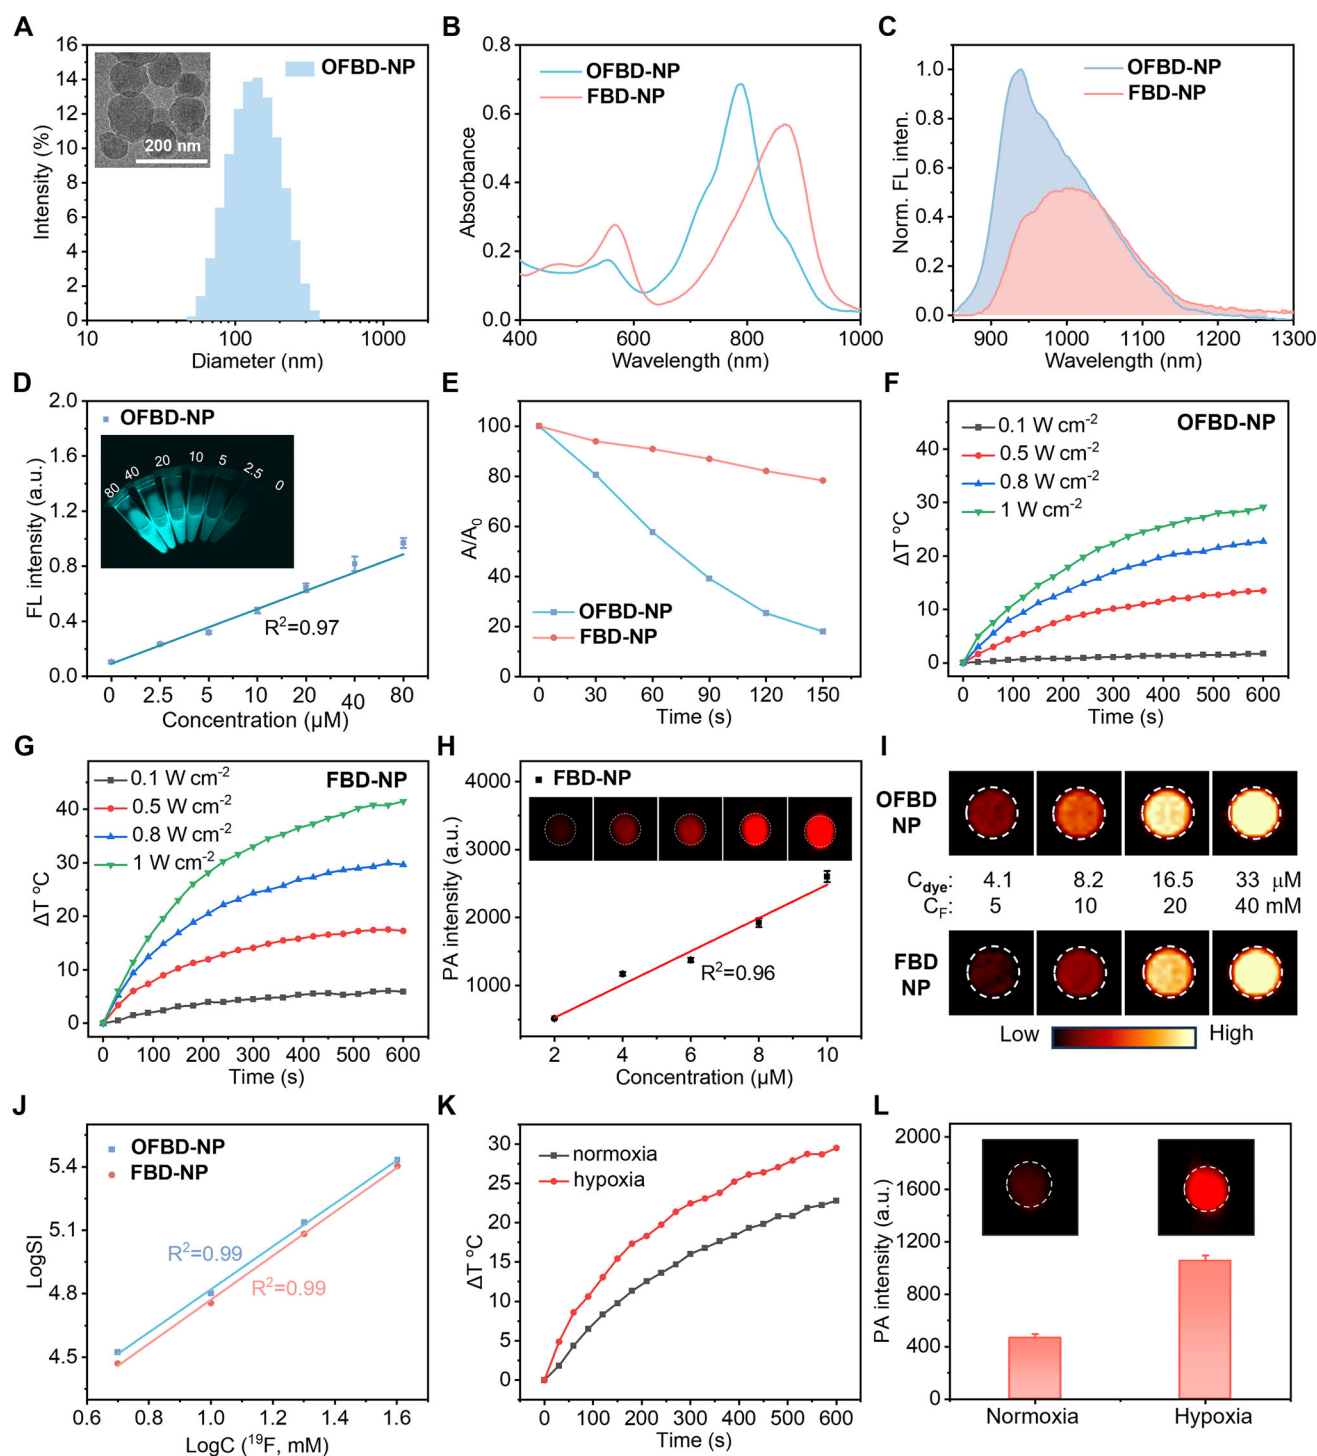 A
16
14
12
10
8
6
4
2
0
Intensity (%)
200 nm
OFBD-NP
10
100
1000
Diameter (nm)
B
0.8
0.6
0.4
0.2
0.0
Absorbance
OFBD-NP
FBD-NP
400
600
800
1000
Wavelength (nm)
C
1.0
0.8
0.6
0.4
0.2
0.0
Norm. FL inten.
OFBD-NP
FBD-NP
900
1000
1100
1200
1300
Wavelength (nm)
D
2.0
1.6
1.2
0.8
0.4
0.0
FL intensity (a.u.)
OFBD-NP
80
40
20
10
5
2.5
0
R²=0.97
0
2.5
5
10
20
40
80
Concentration (µM)
E
100
80
60
40
20
0
A/A₀
OFBD-NP
FBD-NP
0
30
60
90
120
150
Time (s)
F
40
30
20
10
0
ΔT °C
0.1 W cm⁻²
0.5 W cm⁻²
0.8 W cm⁻²
1 W cm⁻²
OFBD-NP
0
100
200
300
400
500
600
Time (s)
G
40
30
20
10
0
ΔT °C
0.1 W cm⁻²
0.5 W cm⁻²
0.8 W cm⁻²
1 W cm⁻²
FBD-NP
0
100
200
300
400
500
600
Time (s)
H
4000
3000
2000
1000
PA intensity (a.u.)
FBD-NP
R²=0.96
2
4
6
8
10
Concentration (µM)
I
OFBD
NP
C_dye: 4.1 8.2 16.5 33 µM
C_F: 5 10 20 40 mM
FBD
NP
Low High
J
5.4
5.1
4.8
4.5
LogSI
OFBD-NP
FBD-NP
R²=0.99
R²=0.99
0.6
0.8
1.0
1.2
1.4
1.6
LogC (¹⁹F, mM)
K
30
25
20
15
10
5
0
ΔT °C
normoxia
hypoxia
0
100
200
300
400
500
600
Time (s)
L
2000
1600
1200
800
400
0
PA intensity (a.u.)
Normoxia
Hypoxia